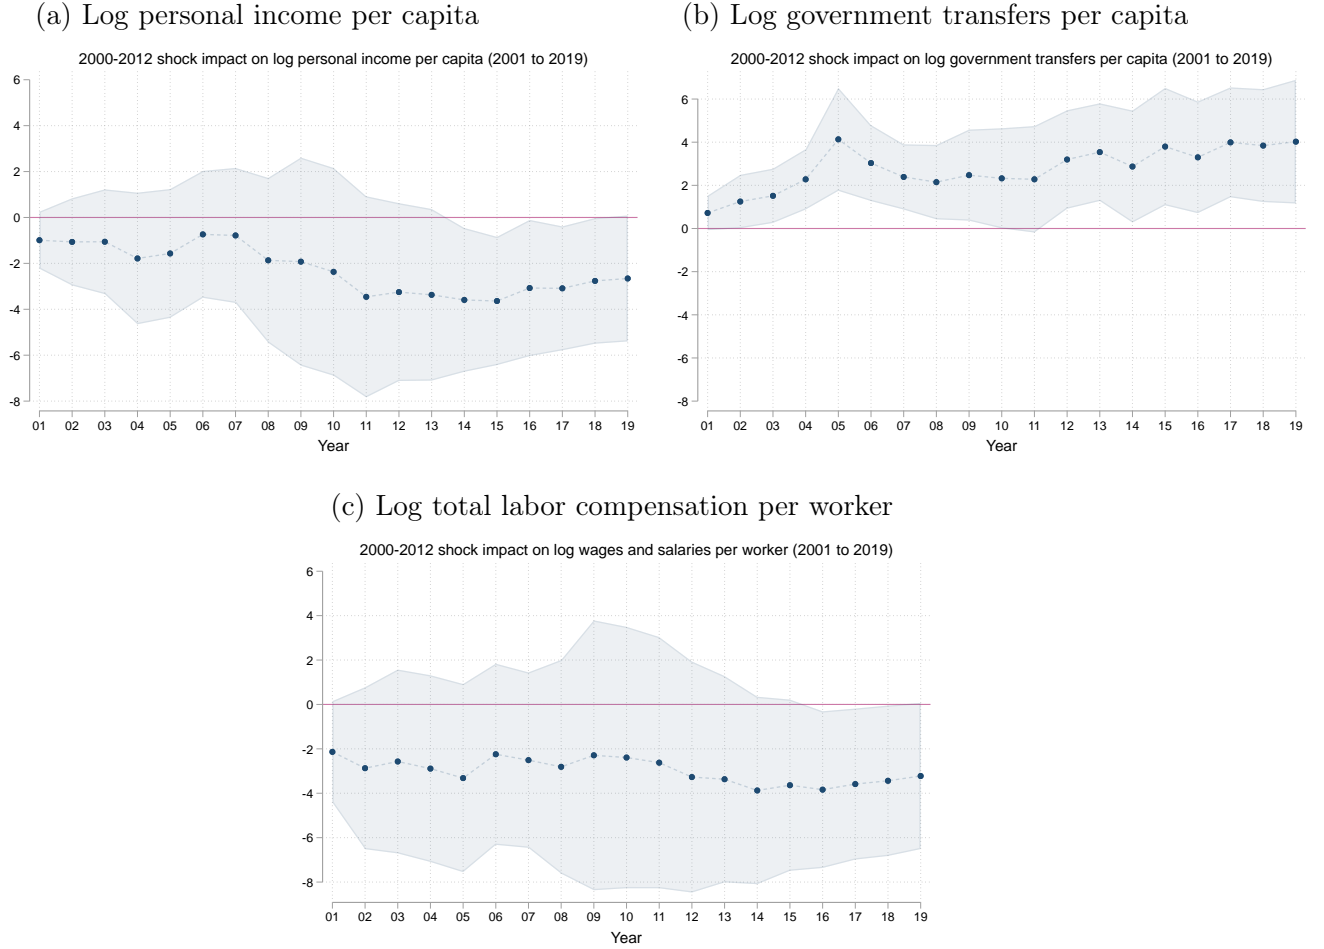 (a) Log personal income per capita
2000-2012 shock impact on log personal income per capita (2001 to 2019)
6
4
2
0
-2
-4
-6
-8
01 02 03 04 05 06 07 08 09 10 11 12 13 14 15 16 17 18 19
Year
(b) Log government transfers per capita
2000-2012 shock impact on log government transfers per capita (2001 to 2019)
6
4
2
0
-2
-4
-6
-8
01 02 03 04 05 06 07 08 09 10 11 12 13 14 15 16 17 18 19
Year
(c) Log total labor compensation per worker
2000-2012 shock impact on log wages and salaries per worker (2001 to 2019)
6
4
2
0
-2
-4
-6
-8
01 02 03 04 05 06 07 08 09 10 11 12 13 14 15 16 17 18 19
Year